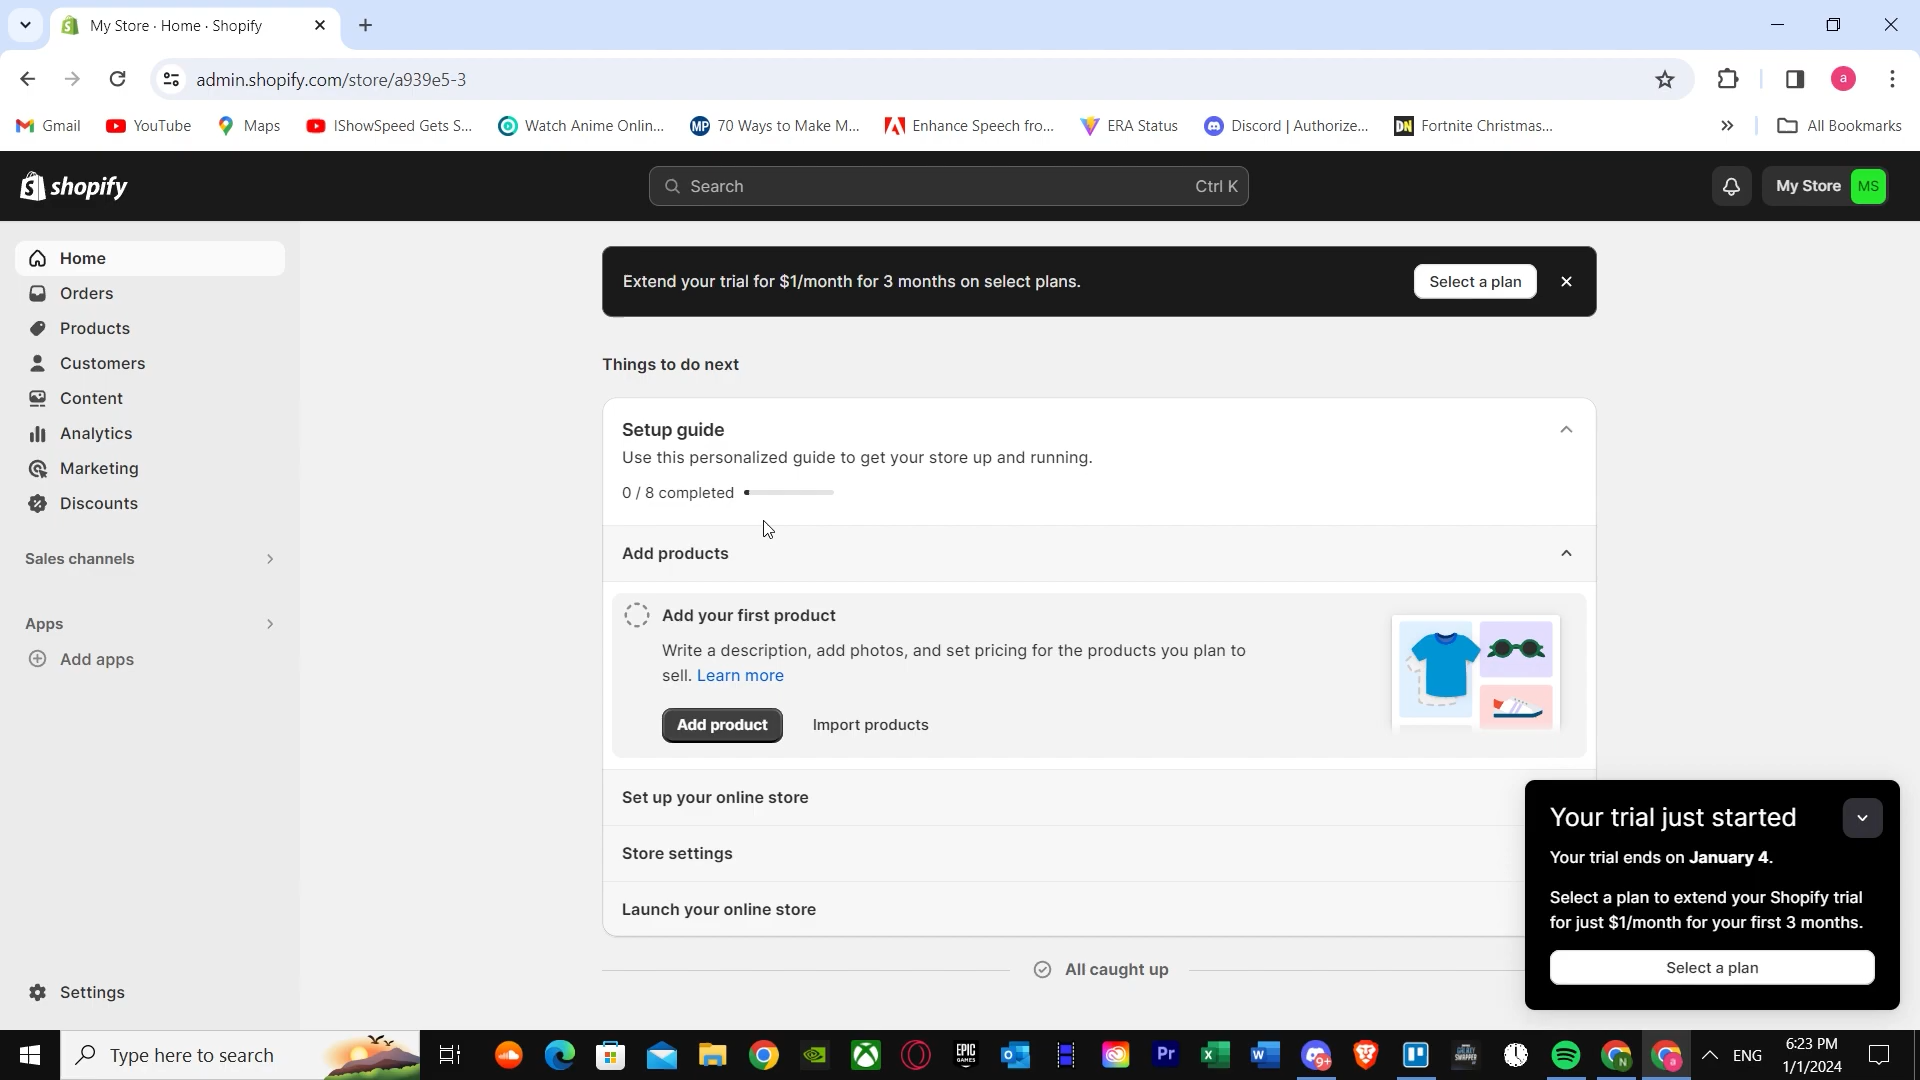 My Store · Home · Shopify
admin.shopify.com/store/a939e5-3
Gmail
YouTube
Maps
IShowSpeed Gets S...
Watch Anime Onlin...
MP
70 Ways to Make M...
Enhance Speech fro...
ERA Status
Discord | Authorize...
DN
Fortnite Christmas...
All Bookmarks
a
shopify
Search
Ctrl K
My Store
MS
Home
Orders
Products
Customers
Content
Analytics
Marketing
Discounts
Sales channels
Apps
Add apps
Settings
Extend your trial for $1/month for 3 months on select plans.
Select a plan
Things to do next
Setup guide
Use this personalized guide to get your store up and running.
0 / 8 completed
Add products
Add your first product
Write a description, add photos, and set pricing for the products you plan to
sell. Learn more
Add product
Import products
Set up your online store
Store settings
Launch your online store
All caught up
Your trial just started
Your trial ends on January 4.
Select a plan to extend your Shopify trial
for just $1/month for your first 3 months.
Select a plan
Type here to search
EPIC
GAMES
Pr
9+
N
a
ENG
6:23 PM
1/1/2024